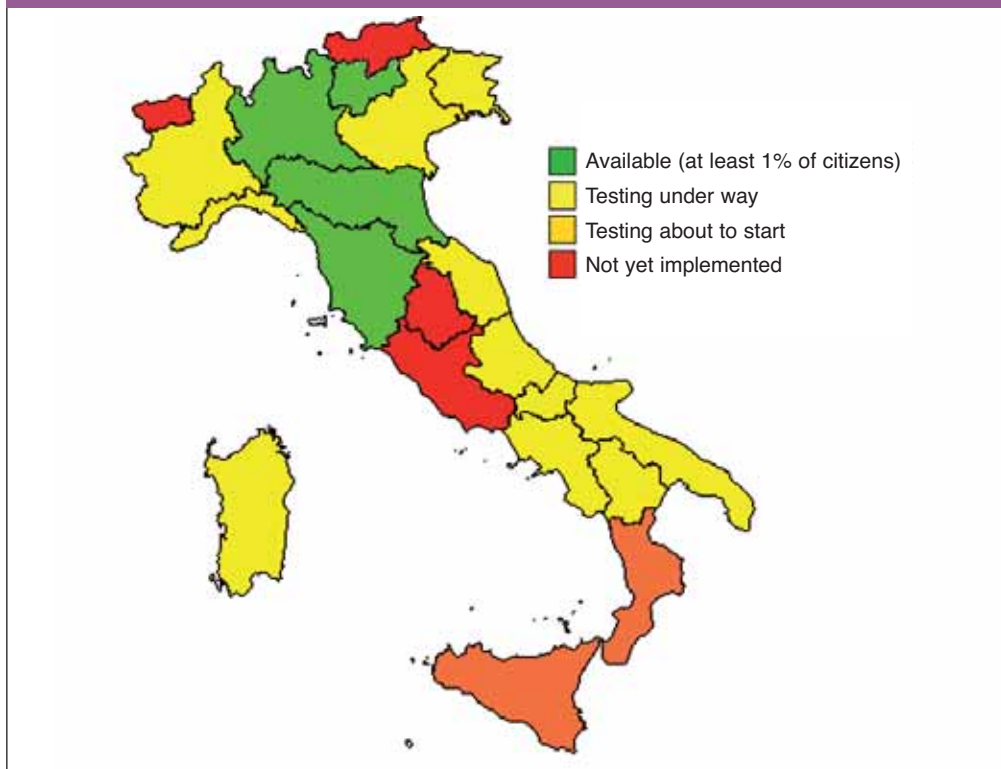 Available (at least 1% of citizens)
Testing under way
Testing about to start
Not yet implemented